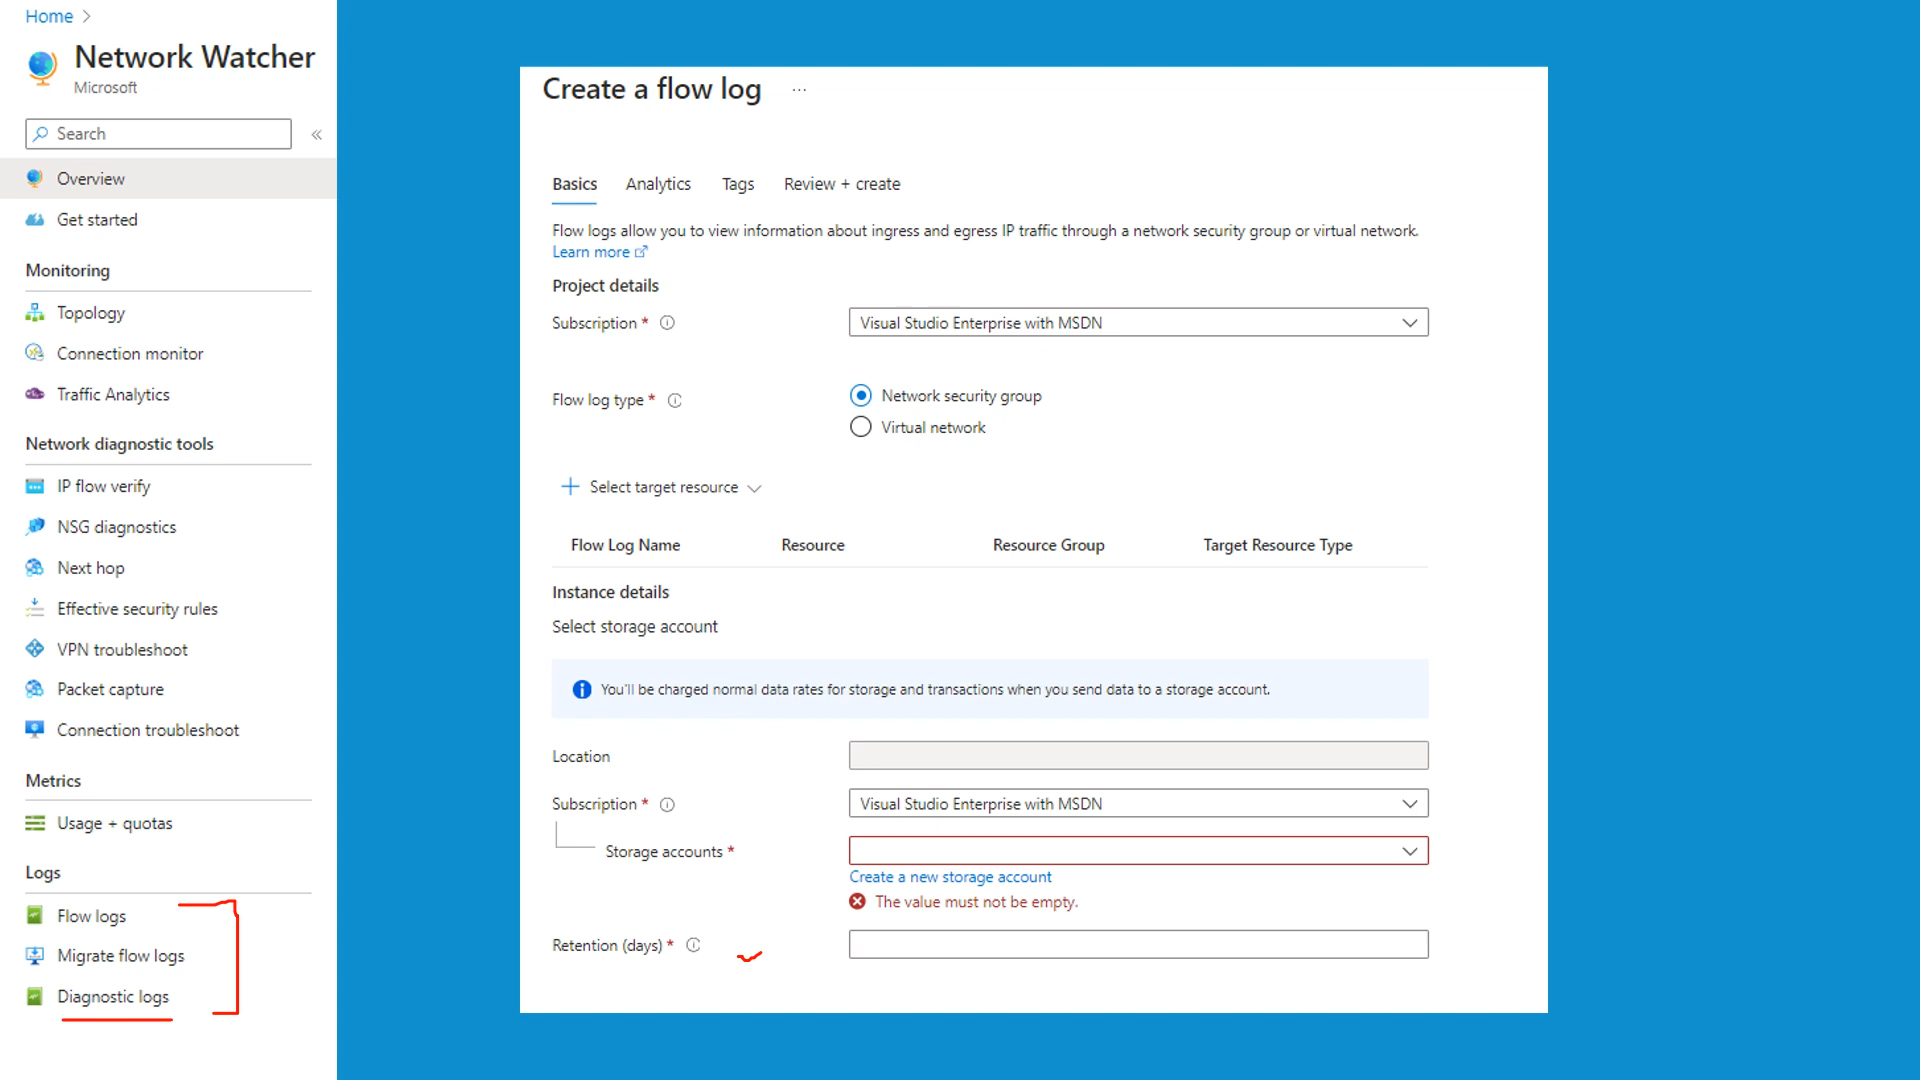 Home
Network Watcher
Microsoft
Search
Overview
Get started
Monitoring
Topology
Connection monitor
Traffic Analytics
Network diagnostic tools
IP flow verify
NSG diagnostics
Next hop
Effective security rules
VPN troubleshoot
Packet capture
Connection troubleshoot
Metrics
Usage + quotas
Logs
Flow logs
Migrate flow logs
Diagnostic logs
Create a flow log ...
Basics Analytics Tags Review + create
Flow logs allow you to view information about ingress and egress IP traffic through a network security group or virtual network.
Learn more
Project details
Subscription * Visual Studio Enterprise with MSDN
Flow log type * Network security group
Virtual network
Select target resource
Flow Log Name Resource Resource Group Target Resource Type
Instance details
Select storage account
You'll be charged normal data rates for storage and transactions when you send data to a storage account.
Location
Subscription * Visual Studio Enterprise with MSDN
Storage accounts *
Create a new storage account
The value must not be empty.
Retention (days) *